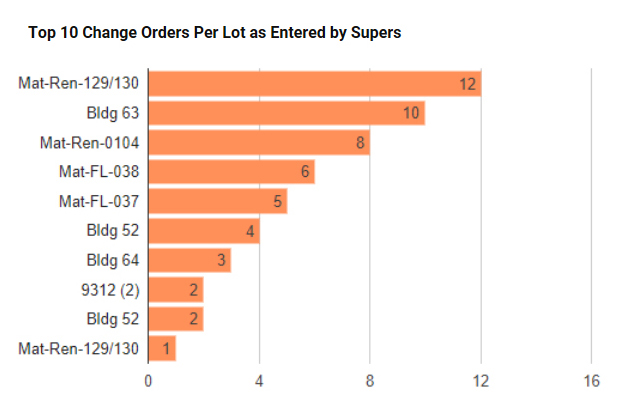 Top 10 Change Orders Per Lot as Entered by Supers
Mat-Ren-129/130 12
Bldg 63 10
Mat-Ren-0104 8
Mat-FL-038 6
Mat-FL-037 5
Bldg 52 4
Bldg 64 3
9312 (2) 2
Bldg 52 2
Mat-Ren-129/130 1
0 4 8 12 16